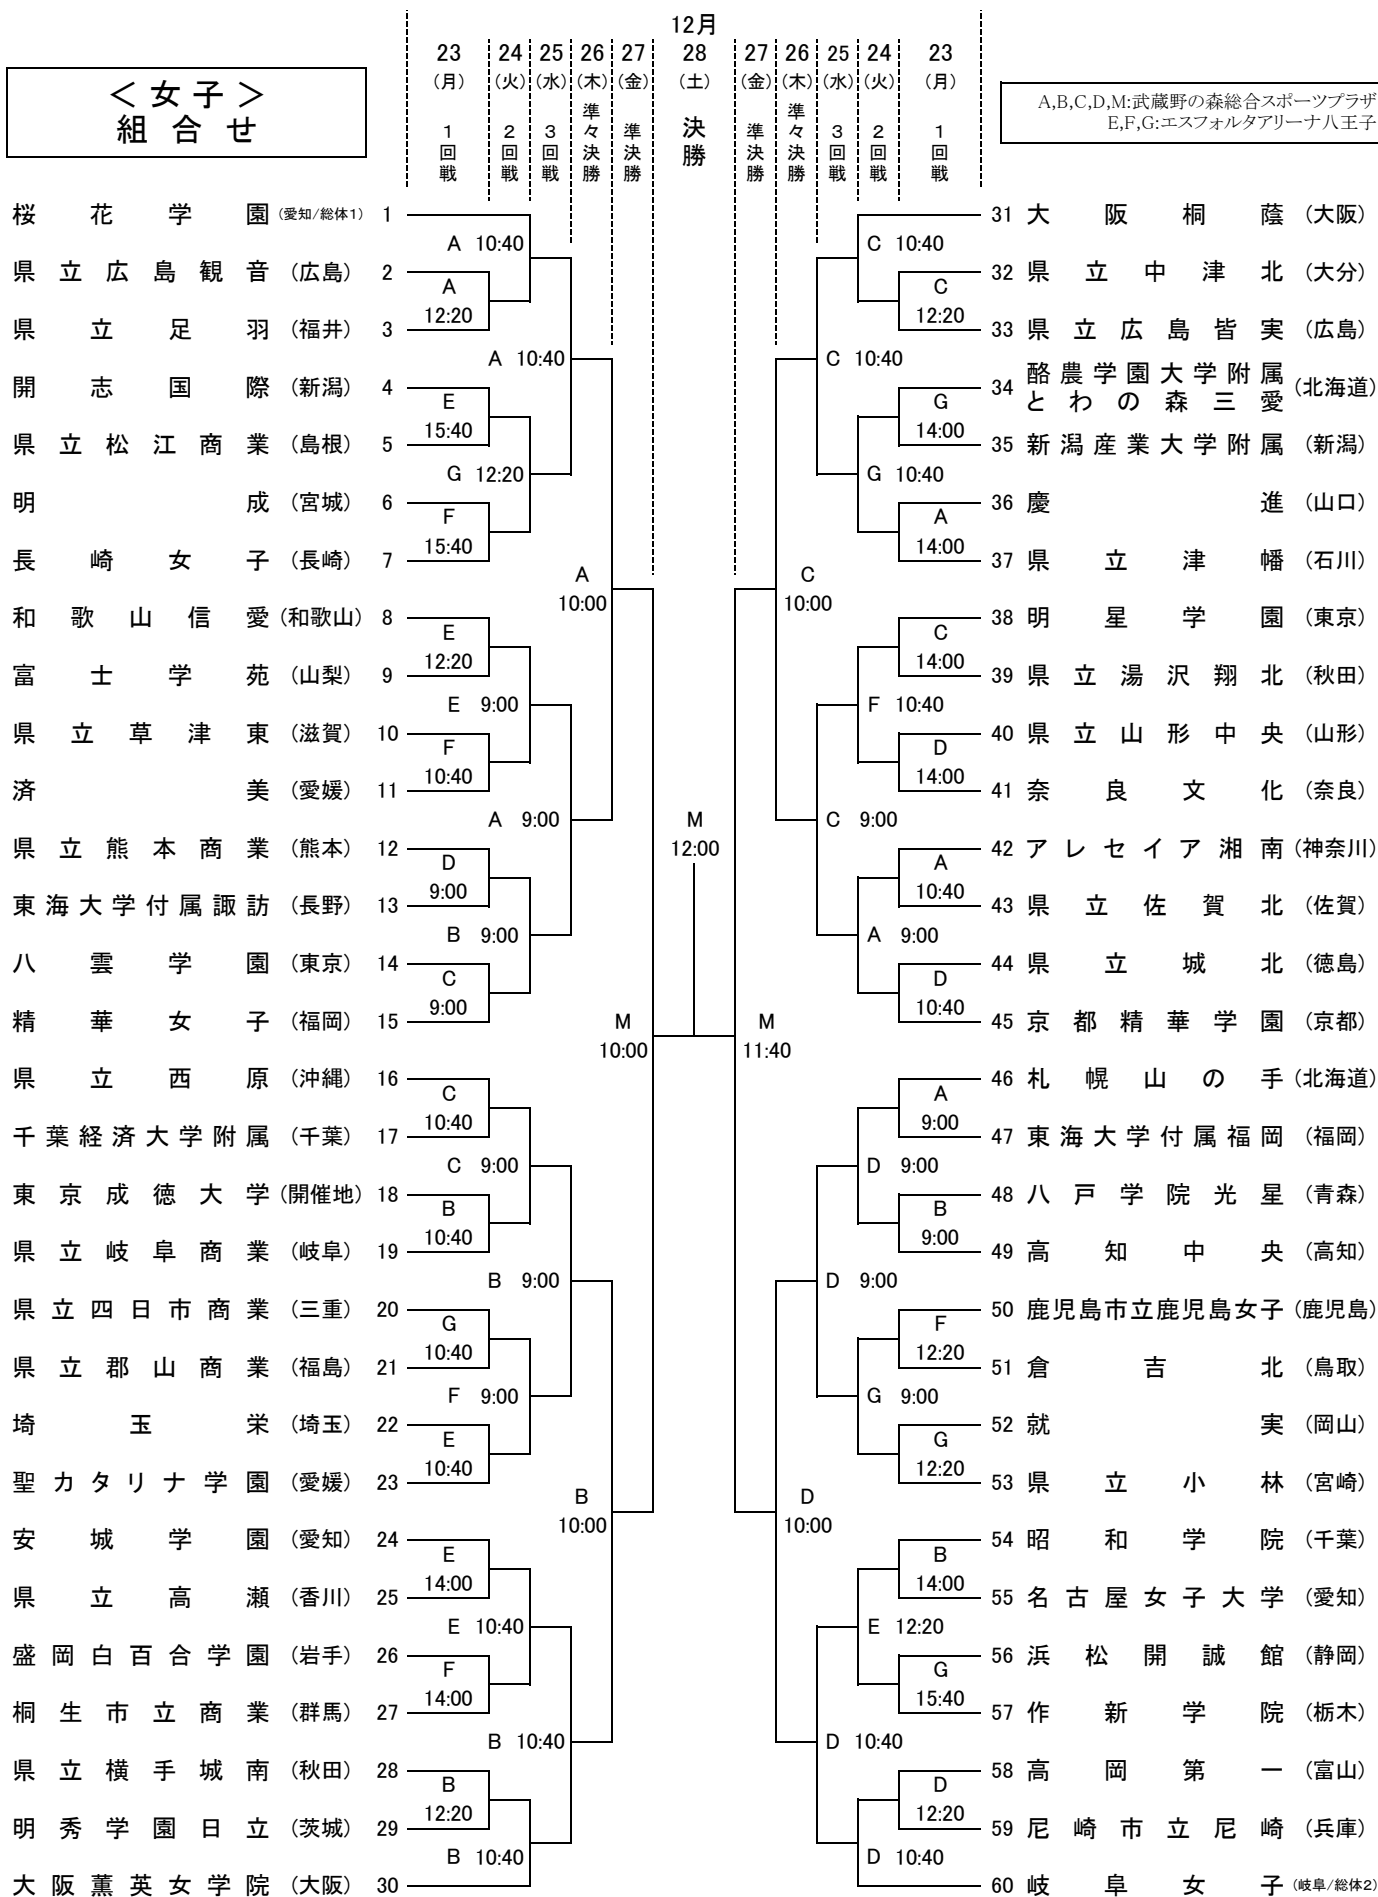 12月
23 24 25 26 27 28 27 26 25 24 23
(月) (火) (水) (木) (金) (土) (金) (木) (水) (火) (月)
1回戦 2回戦 3回戦 準々決勝 準決勝 決勝 準決勝 準々決勝 3回戦 2回戦 1回戦
＜女子＞
組合せ
A,B,C,D,M:武蔵野の森総合スポーツプラザ
E,F,G:エスフォルタアリーナ八王子
桜花学園 (愛知/総体1) 1
県立広島観音 (広島) 2
県立足羽 (福井) 3
開志国際 (新潟) 4
県立松江商業 (島根) 5
明成 (宮城) 6
長崎女子 (長崎) 7
和歌山信愛 (和歌山) 8
富士学苑 (山梨) 9
県立草津東 (滋賀) 10
済美 (愛媛) 11
県立熊本商業 (熊本) 12
東海大学付属諏訪 (長野) 13
八雲学園 (東京) 14
精華女子 (福岡) 15
県立西原 (沖縄) 16
千葉経済大学附属 (千葉) 17
東京成徳大学 (開催地) 18
県立岐阜商業 (岐阜) 19
県立四日市商業 (三重) 20
県立郡山商業 (福島) 21
埼玉栄 (埼玉) 22
聖カタリナ学園 (愛媛) 23
安城学園 (愛知) 24
県立高瀬 (香川) 25
盛岡白百合学園 (岩手) 26
桐生市立商業 (群馬) 27
県立横手城南 (秋田) 28
明秀学園日立 (茨城) 29
大阪薫英女学院 (大阪) 30
A 10:40
A
12:20
A 10:40
E
15:40
G 12:20
F
15:40
A
10:00
E
12:20
E 9:00
F
10:40
A 9:00
D
9:00
B 9:00
C
9:00
M
10:00
C
10:40
C 9:00
B
10:40
B 9:00
G
10:40
F 9:00
E
10:40
B
10:00
E
14:00
E 10:40
F
14:00
B 10:40
B
12:20
B 10:40
M
12:00
C 10:40
C
12:20
C 10:40
G
14:00
G 10:40
A
14:00
C
10:00
C
14:00
F 10:40
D
14:00
C 9:00
A
10:40
A 9:00
D
10:40
M
11:40
A
9:00
D 9:00
B
9:00
D 9:00
F
12:20
G 9:00
G
12:20
D
10:00
B
14:00
E 12:20
G
15:40
D 10:40
D
12:20
D 10:40
31 大阪桐蔭 (大阪)
32 県立中津北 (大分)
33 県立広島皆実 (広島)
34 酪農学園大学附属 (北海道)
とわの森三愛
35 新潟産業大学附属 (新潟)
36 慶進 (山口)
37 県立津幡 (石川)
38 明星学園 (東京)
39 県立湯沢翔北 (秋田)
40 県立山形中央 (山形)
41 奈良文化 (奈良)
42 アレセイア湘南 (神奈川)
43 県立佐賀北 (佐賀)
44 県立城北 (徳島)
45 京都精華学園 (京都)
46 札幌山の手 (北海道)
47 東海大学付属福岡 (福岡)
48 八戸学院光星 (青森)
49 高知中央 (高知)
50 鹿児島市立鹿児島女子 (鹿児島)
51 倉吉北 (鳥取)
52 就実 (岡山)
53 県立小林 (宮崎)
54 昭和学院 (千葉)
55 名古屋女子大学 (愛知)
56 浜松開誠館 (静岡)
57 作新学院 (栃木)
58 高岡第一 (富山)
59 尼崎市立尼崎 (兵庫)
60 岐阜女子 (岐阜/総体2)